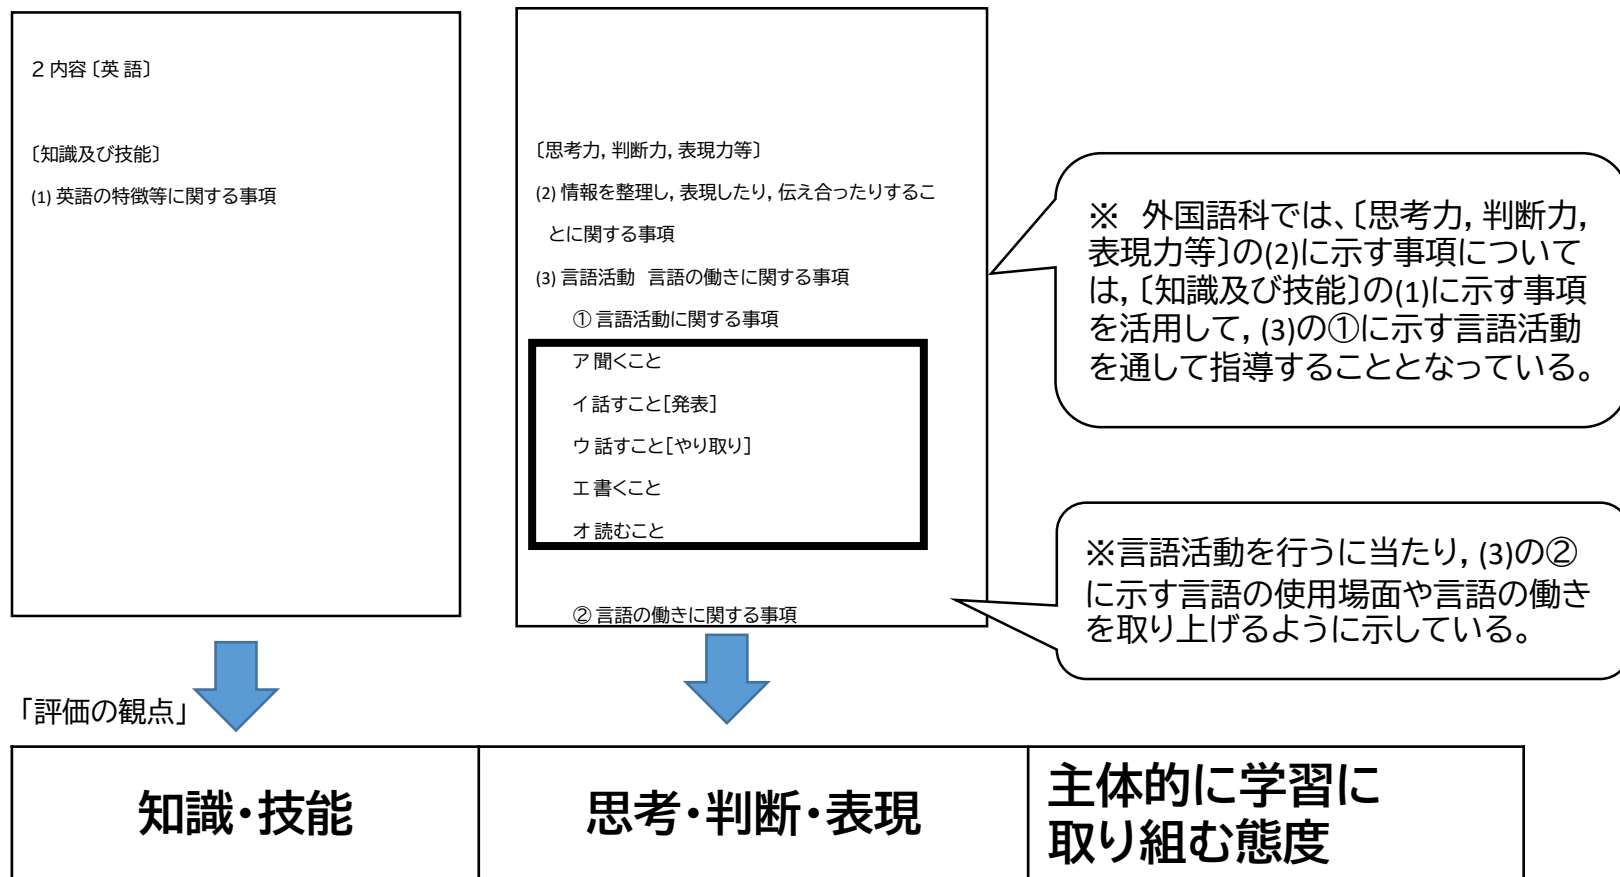 2 内容〔英 語〕
〔知識及び技能〕
(1) 英語の特徴等に関する事項
〔思考力, 判断力, 表現力等〕
(2) 情報を整理し, 表現したり, 伝え合ったりするこ
とに関する事項
(3) 言語活動 言語の働きに関する事項
① 言語活動に関する事項
ア 聞くこと
イ 話すこと[発表]
ウ 話すこと[やり取り]
エ 書くこと
オ 読むこと
② 言語の働きに関する事項
※ 外国語科では、〔思考力, 判断力,
表現力等〕の(2)に示す事項について
は, 〔知識及び技能〕の(1)に示す事項
を活用して, (3)の①に示す言語活動
を通して指導することとなっている。
※言語活動を行うに当たり, (3)の②
に示す言語の使用場面や言語の働き
を取り上げるように示している。
「評価の観点」
知識・技能
思考・判断・表現
主体的に学習に
取り組む態度